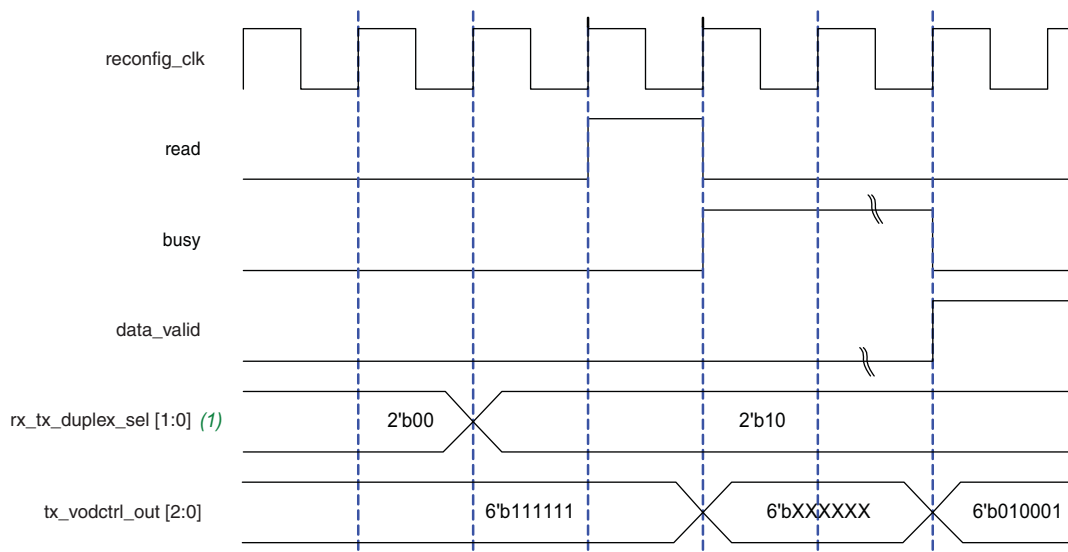 reconfig_clk
read
busy
data_valid
rx_tx_duplex_sel [1:0] (1) 2'b00 2'b10
tx_vodctrl_out [2:0] 6'b111111 6'bXXXXXX 6'b010001